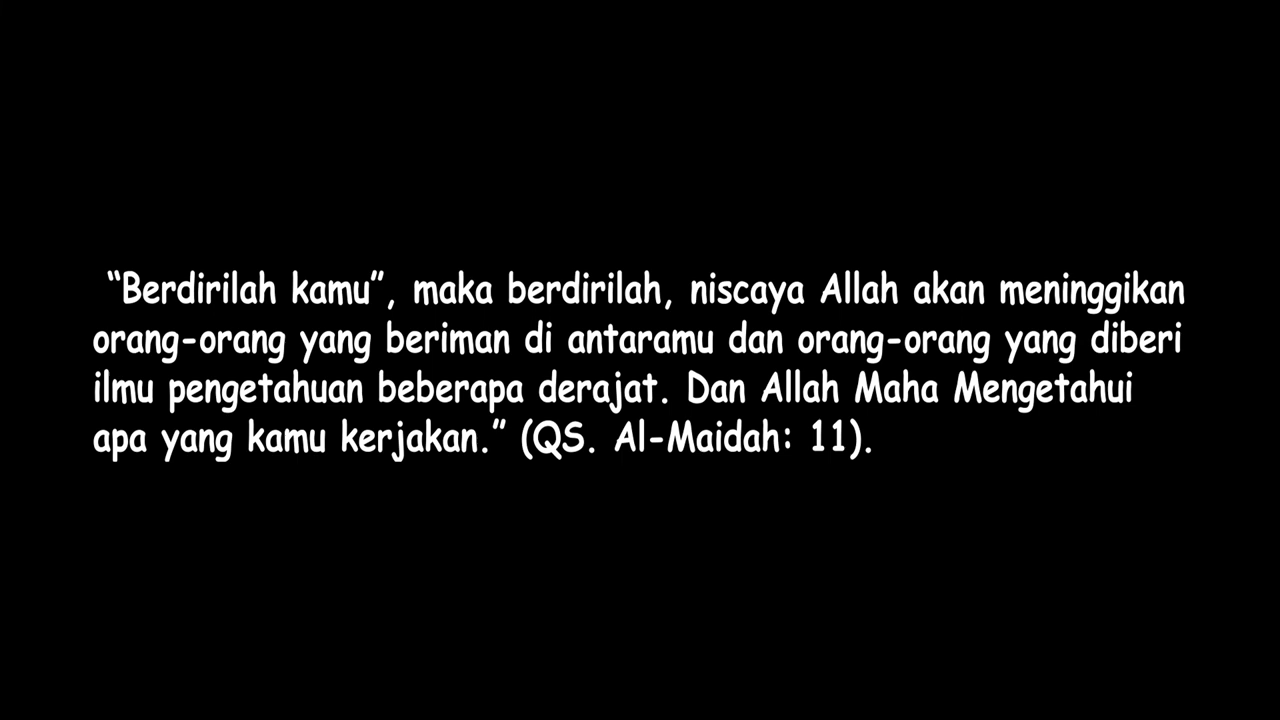 “Berdirilah kamu”, maka berdirilah, niscaya Allah akan meninggikan
orang-orang yang beriman di antaramu dan orang-orang yang diberi
ilmu pengetahuan beberapa derajat. Dan Allah Maha Mengetahui
apa yang kamu kerjakan.” (QS. Al-Maidah: 11).